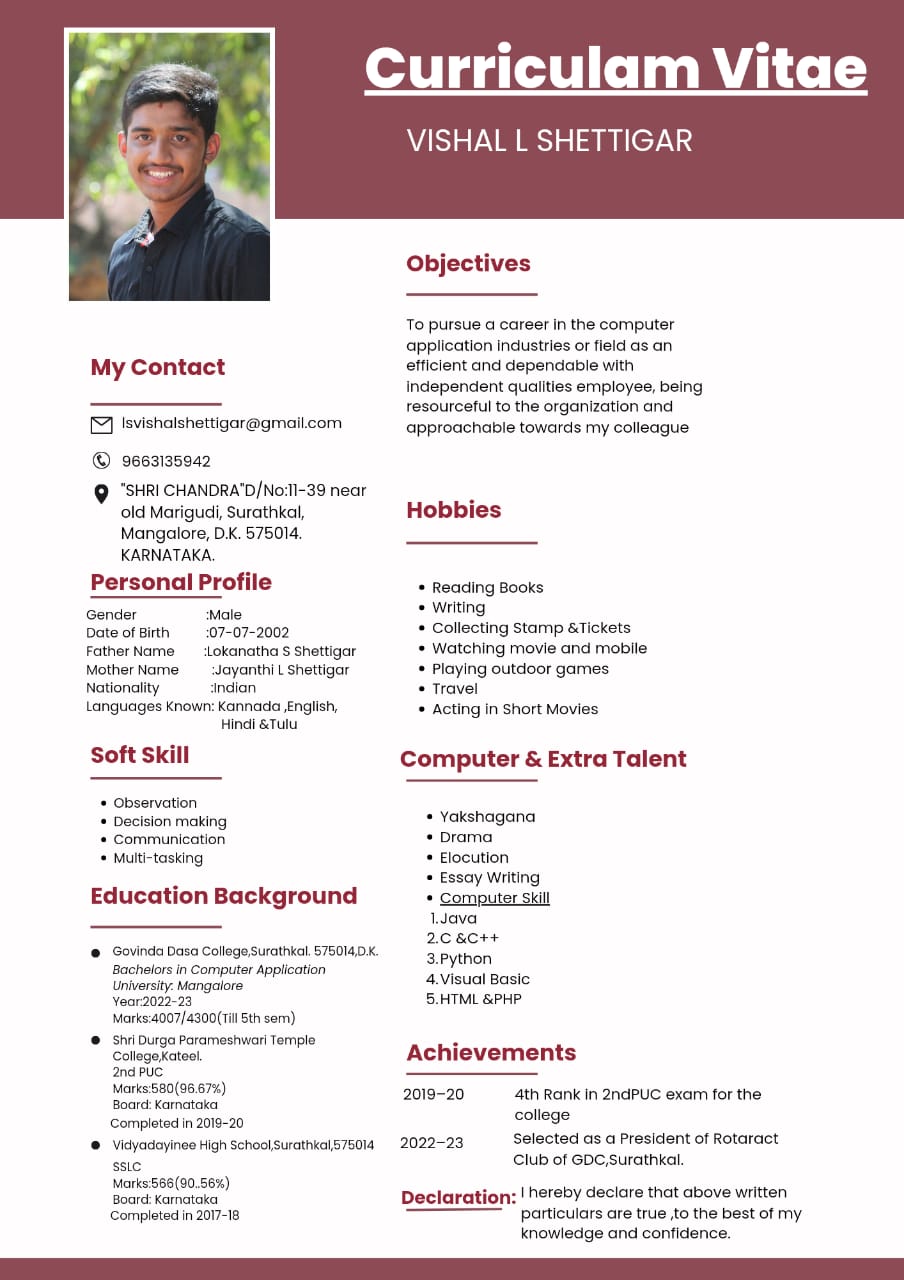 Curriculam Vitae
VISHAL L SHETTIGAR
My Contact
lsvishalshettigar@gmail.com
9663135942
"SHRI CHANDRA"D/No:11-39 near
old Marigudi, Surathkal,
Mangalore, D.K. 575014.
KARNATAKA.
Personal Profile
Gender :Male
Date of Birth :07-07-2002
Father Name :Lokanatha S Shettigar
Mother Name :Jayanthi L Shettigar
Nationality :Indian
Languages Known: Kannada ,English,
Hindi &Tulu
Soft Skill
Observation
Decision making
Communication
Multi-tasking
Education Background
Govinda Dasa College,Surathkal. 575014,D.K.
Bachelors in Computer Application
University: Mangalore
Year:2022-23
Marks:4007/4300(Till 5th sem)
Shri Durga Parameshwari Temple
College,Kateel.
2nd PUC
Marks:580(96.67%)
Board: Karnataka
Completed in 2019-20
Vidyadayinee High School,Surathkal,575014
SSLC
Marks:566(90..56%)
Board: Karnataka
Completed in 2017-18
Objectives
To pursue a career in the computer
application industries or field as an
efficient and dependable with
independent qualities employee, being
resourceful to the organization and
approachable towards my colleague
Hobbies
Reading Books
Writing
Collecting Stamp &Tickets
Watching movie and mobile
Playing outdoor games
Travel
Acting in Short Movies
Computer & Extra Talent
Yakshagana
Drama
Elocution
Essay Writing
Computer Skill
1.Java
2.C &C++
3.Python
4.Visual Basic
5.HTML &PHP
Achievements
2019–20 4th Rank in 2ndPUC exam for the
college
2022–23 Selected as a President of Rotaract
Club of GDC,Surathkal.
Declaration: I hereby declare that above written
particulars are true ,to the best of my
knowledge and confidence.